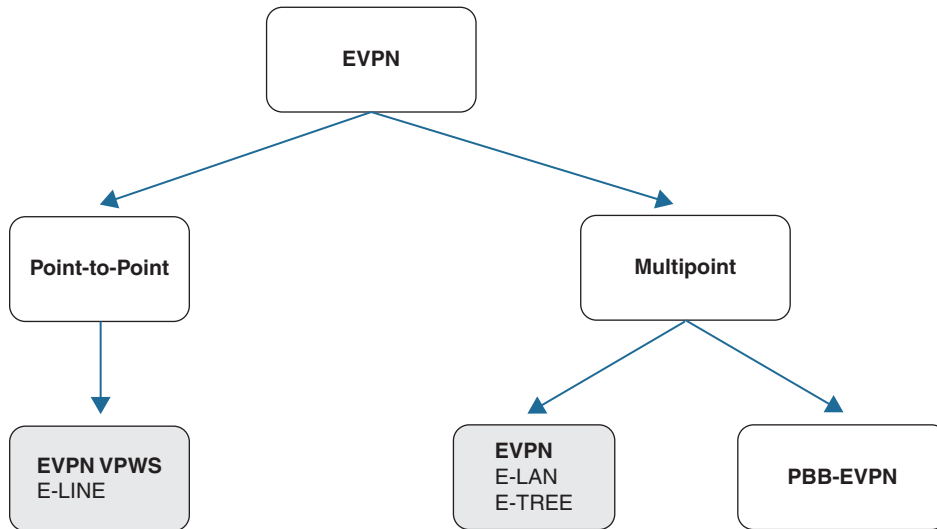 EVPN
Point-to-Point
Multipoint
EVPN VPWS
E-LINE
EVPN
E-LAN
E-TREE
PBB-EVPN